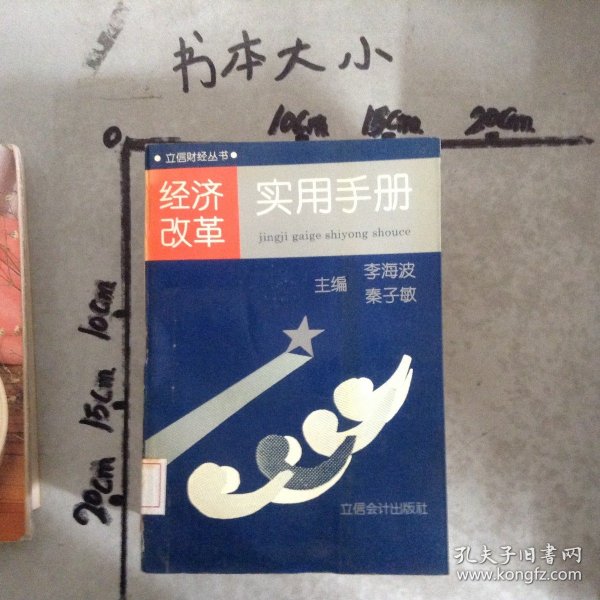 书本大小
0 10cm 15cm 20cm
10cm
15cm
20cm
• 立信财经丛书 •
经济
改革
实用手册
jingji gaige shiyong shouce
主编 李海波
秦子敏
立信会计出版社
孔夫子旧书网
www.kongfz.com